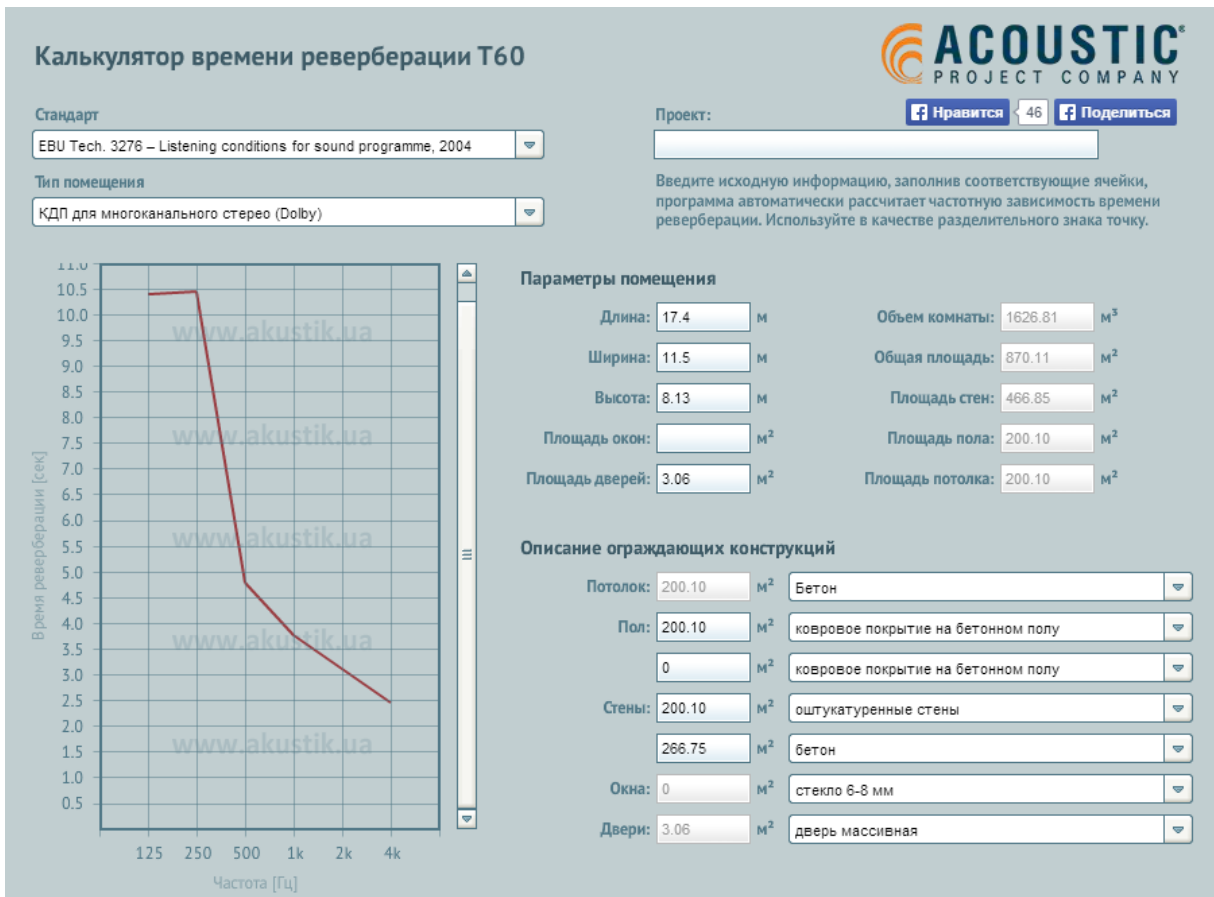 Калькулятор времени реверберации T60
ACOUSTIC®
PROJECT COMPANY
Стандарт
EBU Tech. 3276 – Listening conditions for sound programme, 2004
Тип помещения
КДП для многоканального стерео (Dolby)
Проект:
Нравится 46 Поделиться
Введите исходную информацию, заполнив соответствующие ячейки,
программа автоматически рассчитает частотную зависимость времени
реверберации. Используйте в качестве разделительного знака точку.
Время реверберации [сек]
11.0
10.5
10.0
9.5
9.0
8.5
8.0
7.5
7.0
6.5
6.0
5.5
5.0
4.5
4.0
3.5
3.0
2.5
2.0
1.5
1.0
0.5
www.akustik.ua
www.akustik.ua
www.akustik.ua
www.akustik.ua
www.akustik.ua
125 250 500 1k 2k 4k
Частота [Гц]
Параметры помещения
Длина: 17.4 м Объем комнаты: 1626.81 м³
Ширина: 11.5 м Общая площадь: 870.11 м²
Высота: 8.13 м Площадь стен: 466.85 м²
Площадь окон: м² Площадь пола: 200.10 м²
Площадь дверей: 3.06 м² Площадь потолка: 200.10 м²
Описание ограждающих конструкций
Потолок: 200.10 м² Бетон
Пол: 200.10 м² ковровое покрытие на бетонном полу
0 м² ковровое покрытие на бетонном полу
Стены: 200.10 м² оштукатуренные стены
266.75 м² бетон
Окна: 0 м² стекло 6-8 мм
Двери: 3.06 м² дверь массивная